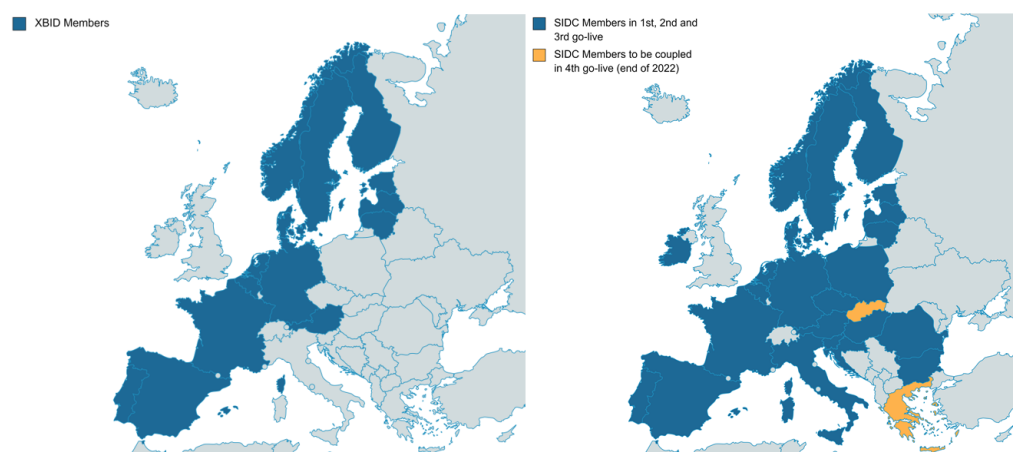 XBID Members
SIDC Members in 1st, 2nd and
3rd go-live
SIDC Members to be coupled
in 4th go-live (end of 2022)